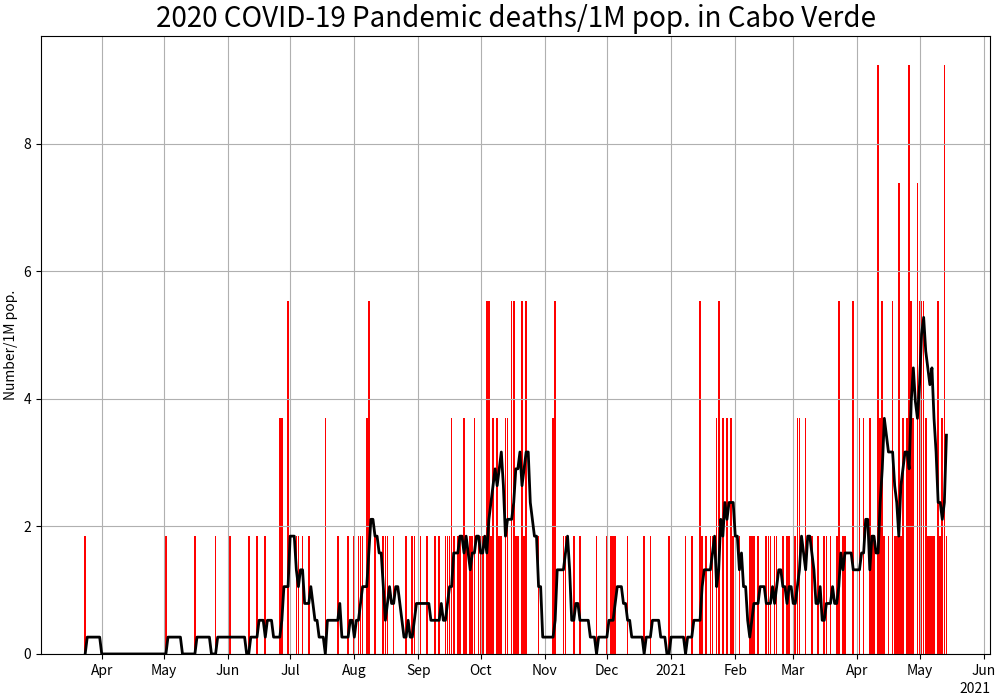 2020 COVID-19 Pandemic deaths/1M pop. in Cabo Verde
Number/1M pop.
8
6
4
2
0
Apr May Jun Jul Aug Sep Oct Nov Dec 2021 Feb Mar Apr May Jun
2021